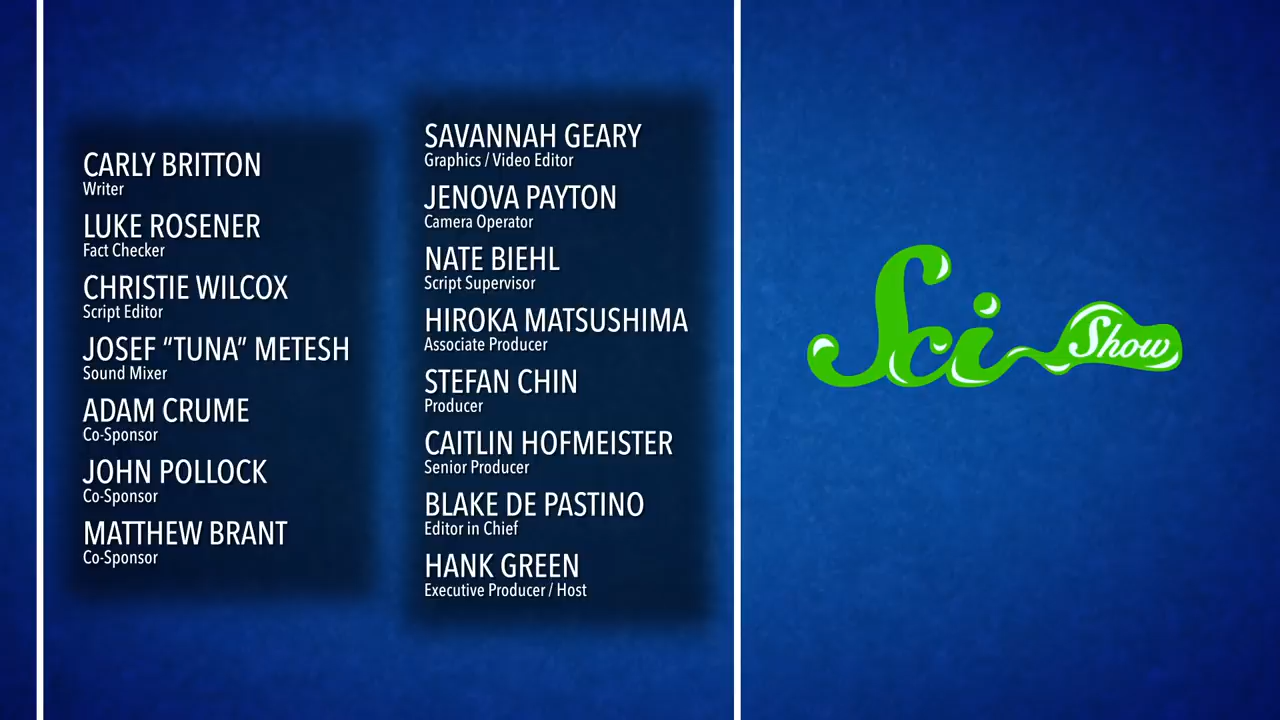 CARLY BRITTON
Writer
LUKE ROSENER
Fact Checker
CHRISTIE WILCOX
Script Editor
JOSEF “TUNA” METESH
Sound Mixer
ADAM CRUME
Co-Sponsor
JOHN POLLOCK
Co-Sponsor
MATTHEW BRANT
Co-Sponsor
SAVANNAH GEARY
Graphics / Video Editor
JENOVA PAYTON
Camera Operator
NATE BIEHL
Script Supervisor
HIROKA MATSUSHIMA
Associate Producer
STEFAN CHIN
Producer
CAITLIN HOFMEISTER
Senior Producer
BLAKE DE PASTINO
Editor in Chief
HANK GREEN
Executive Producer / Host
Sci Show